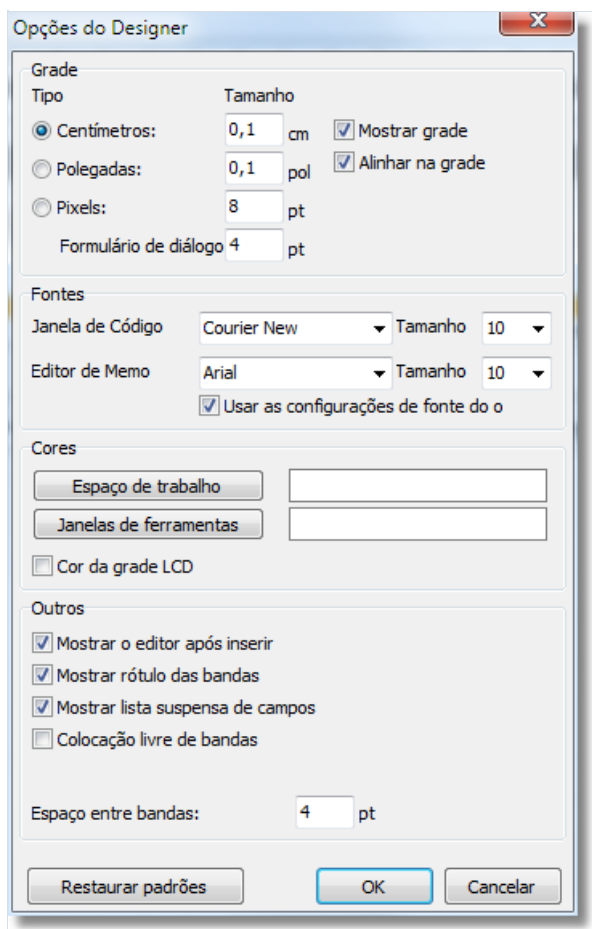 Opções do Designer
Grade
Tipo Tamanho
Centímetros: 0,1 cm Mostrar grade
Polegadas: 0,1 pol Alinhar na grade
Pixels: 8 pt
Formulário de diálogo 4 pt
Fontes
Janela de Código Courier New Tamanho 10
Editor de Memo Arial Tamanho 10
Usar as configurações de fonte do o
Cores
Espaço de trabalho
Janelas de ferramentas
Cor da grade LCD
Outros
Mostrar o editor após inserir
Mostrar rótulo das bandas
Mostrar lista suspensa de campos
Colocação livre de bandas
Espaço entre bandas: 4 pt
Restaurar padrões OK Cancelar